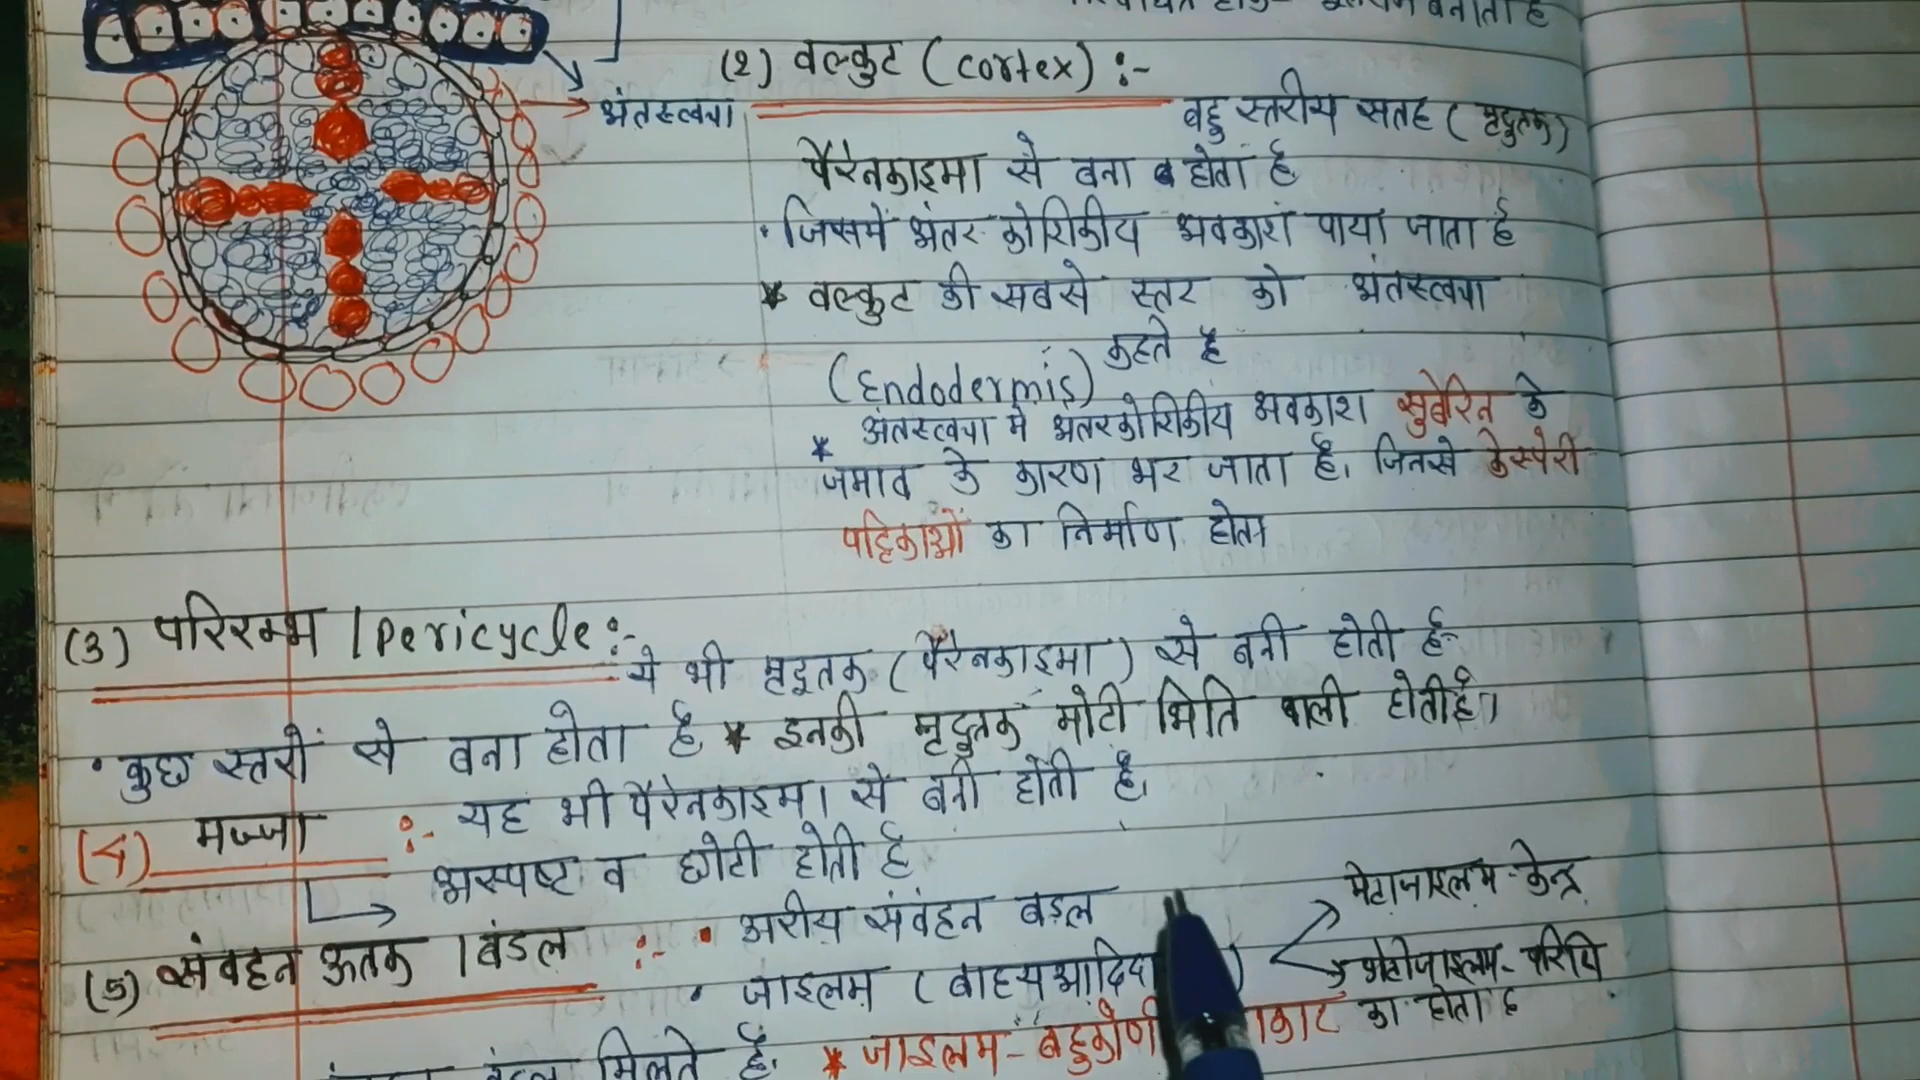 बनाता है
(2) वल्कुट (cortex) :-
अंतस्त्वचा
बहु स्तरीय सतह (मृदुतक)
पैरेनकाइमा से बना होता है
• जिसमें अंतर कोशिकीय अवकाश पाया जाता है
* वल्कुट की सबसे स्तर को अंतस्त्वचा
कहते है
(Endodermis)
* अंतस्त्वचा मे अंतरकोशिकीय अवकाश सुबेरिन के
जमाव के कारण भर जाता है। जिनसे केस्पेरी
पट्टिकाओं का निर्माण होता
(3) परिरम्भ / Pericycle :-
ये भी मृदूतक (पैरेनकाइमा) से बनी होती है
• कुछ स्तरों से बना होता है * इनकी मृदुतक मोटी भिति वाली होती है।
(4) मज्जा :- यह भी पैरेनकाइमा से बनी होती है।
अस्पष्ट व छोटी होती है
(5) संवहन ऊतक / बंडल :- • अरीय संवहन बडल
मेटाजाइलम - केन्द्र
• जाइलम (बाह्यआदिदा )
प्रोटोजाइलम - परिधि
मिलते है। * जाइलम - बहुकोणी का होता है